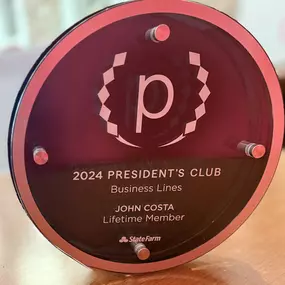 p
2024 PRESIDENT'S CLUB
Business Lines
JOHN COSTA
Lifetime Member
StateFarm